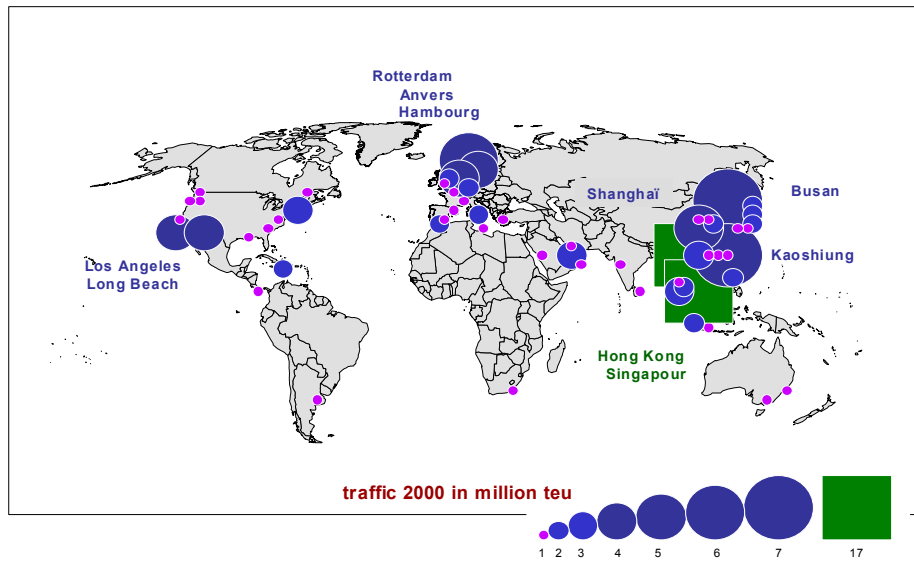 Rotterdam
Anvers
Hambourg
Shanghaï
Busan
Los Angeles
Long Beach
Kaoshiung
Hong Kong
Singapour
traffic 2000 in million teu
1 2 3 4 5 6 7 17